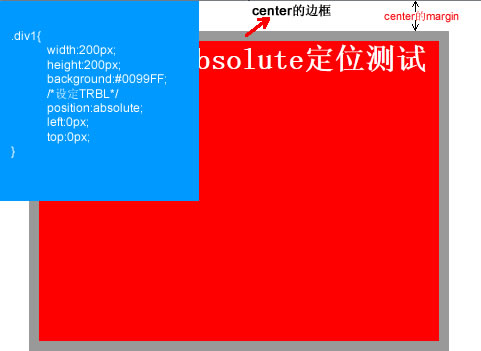 center的边框
center的margin
.div1{
width:200px;
height:200px;
background:#0099FF;
/*设定TRBL*/
position:absolute;
left:0px;
top:0px;
}
bsolute定位测试